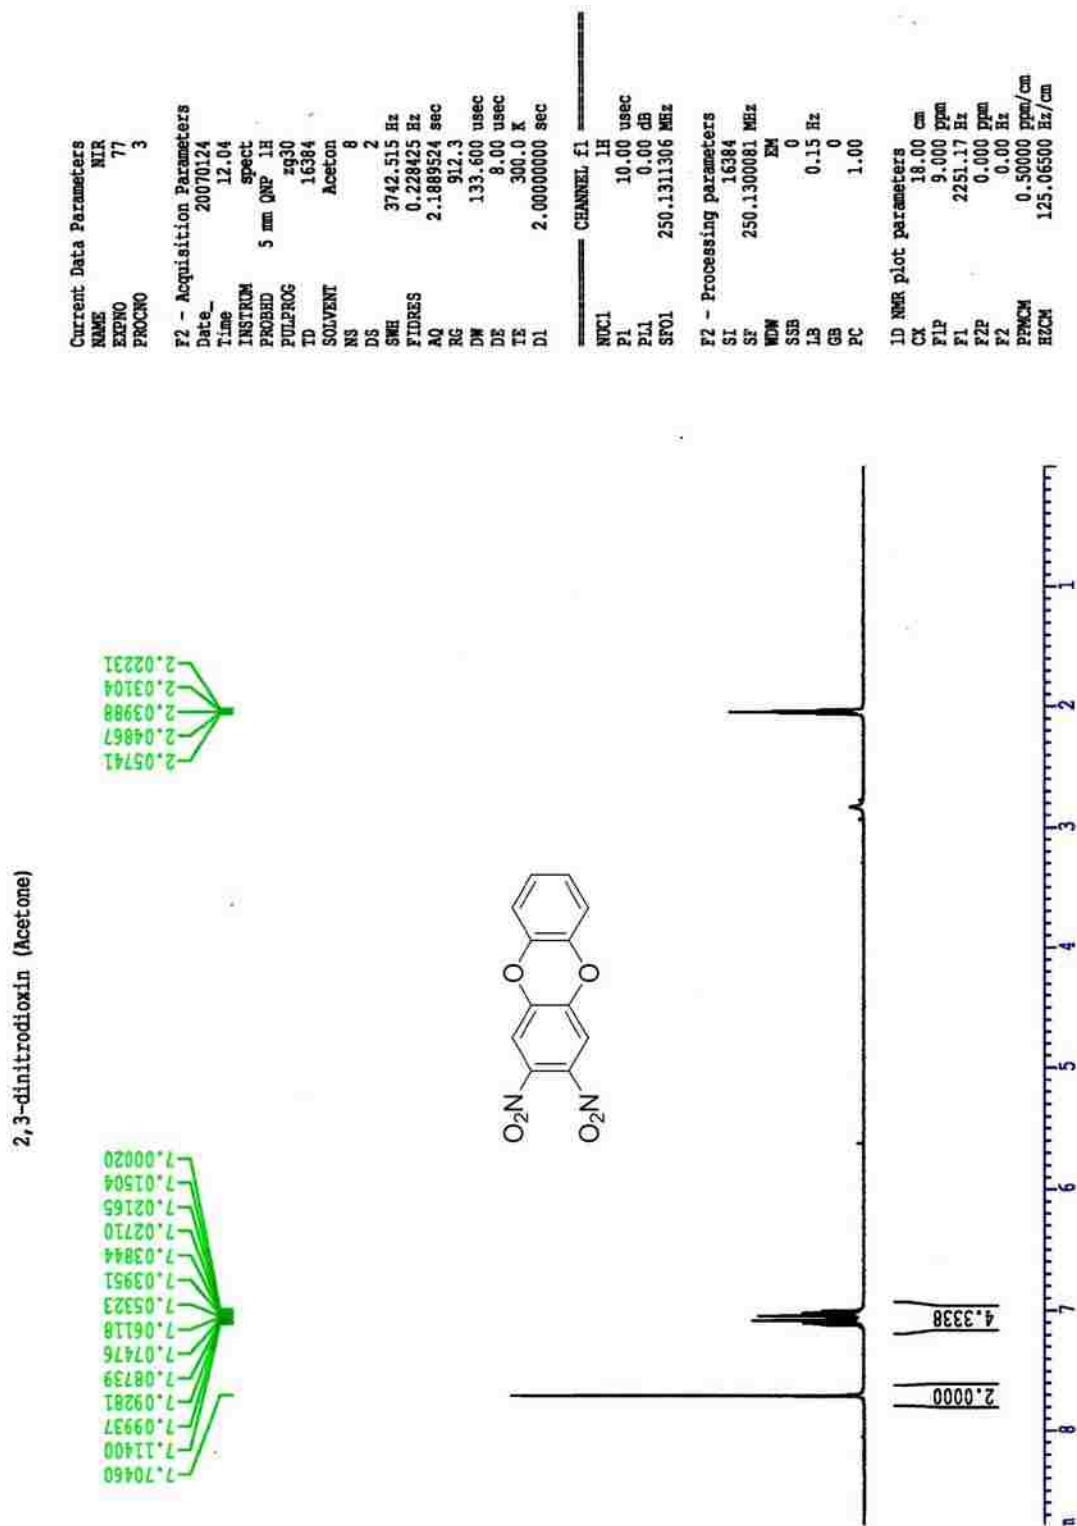 2,3-dinitrodioxin (Acetone)
7.70460
7.11400
7.09937
7.09281
7.08739
7.07476
7.06118
7.05323
7.03951
7.03844
7.02710
7.02165
7.01504
7.00020
2.05741
2.04867
2.03988
2.03104
2.02231
Current Data Parameters
NAME NIR
EXPNO 77
PROCNO 3
F2 - Acquisition Parameters
Date_ 20070124
Time 12.04
INSTRUM spect
PROBHD 5 mm QNP 1H
PULPROG zg30
TD 16384
SOLVENT Aceton
NS 8
DS 2
SWH 3742.515 Hz
FIDRES 0.228425 Hz
AQ 2.1889524 sec
RG 912.3
DW 133.600 usec
DE 8.00 usec
TE 300.0 K
D1 2.00000000 sec
======== CHANNEL f1 ========
NUC1 1H
P1 10.00 usec
PL1 0.00 dB
SFO1 250.1311306 MHz
F2 - Processing parameters
SI 16384
SF 250.1300081 MHz
WDW EM
SSB 0
LB 0.15 Hz
GB 0
PC 1.00
1D NMR plot parameters
CX 18.00 cm
F1P 9.000 ppm
F1 2251.17 Hz
F2P 0.000 ppm
F2 0.00 Hz
PPMCM 0.50000 ppm/cm
HZCM 125.06500 Hz/cm
O2N
O2N
O
O
2.0000
4.3338
8 7 6 5 4 3 2 1